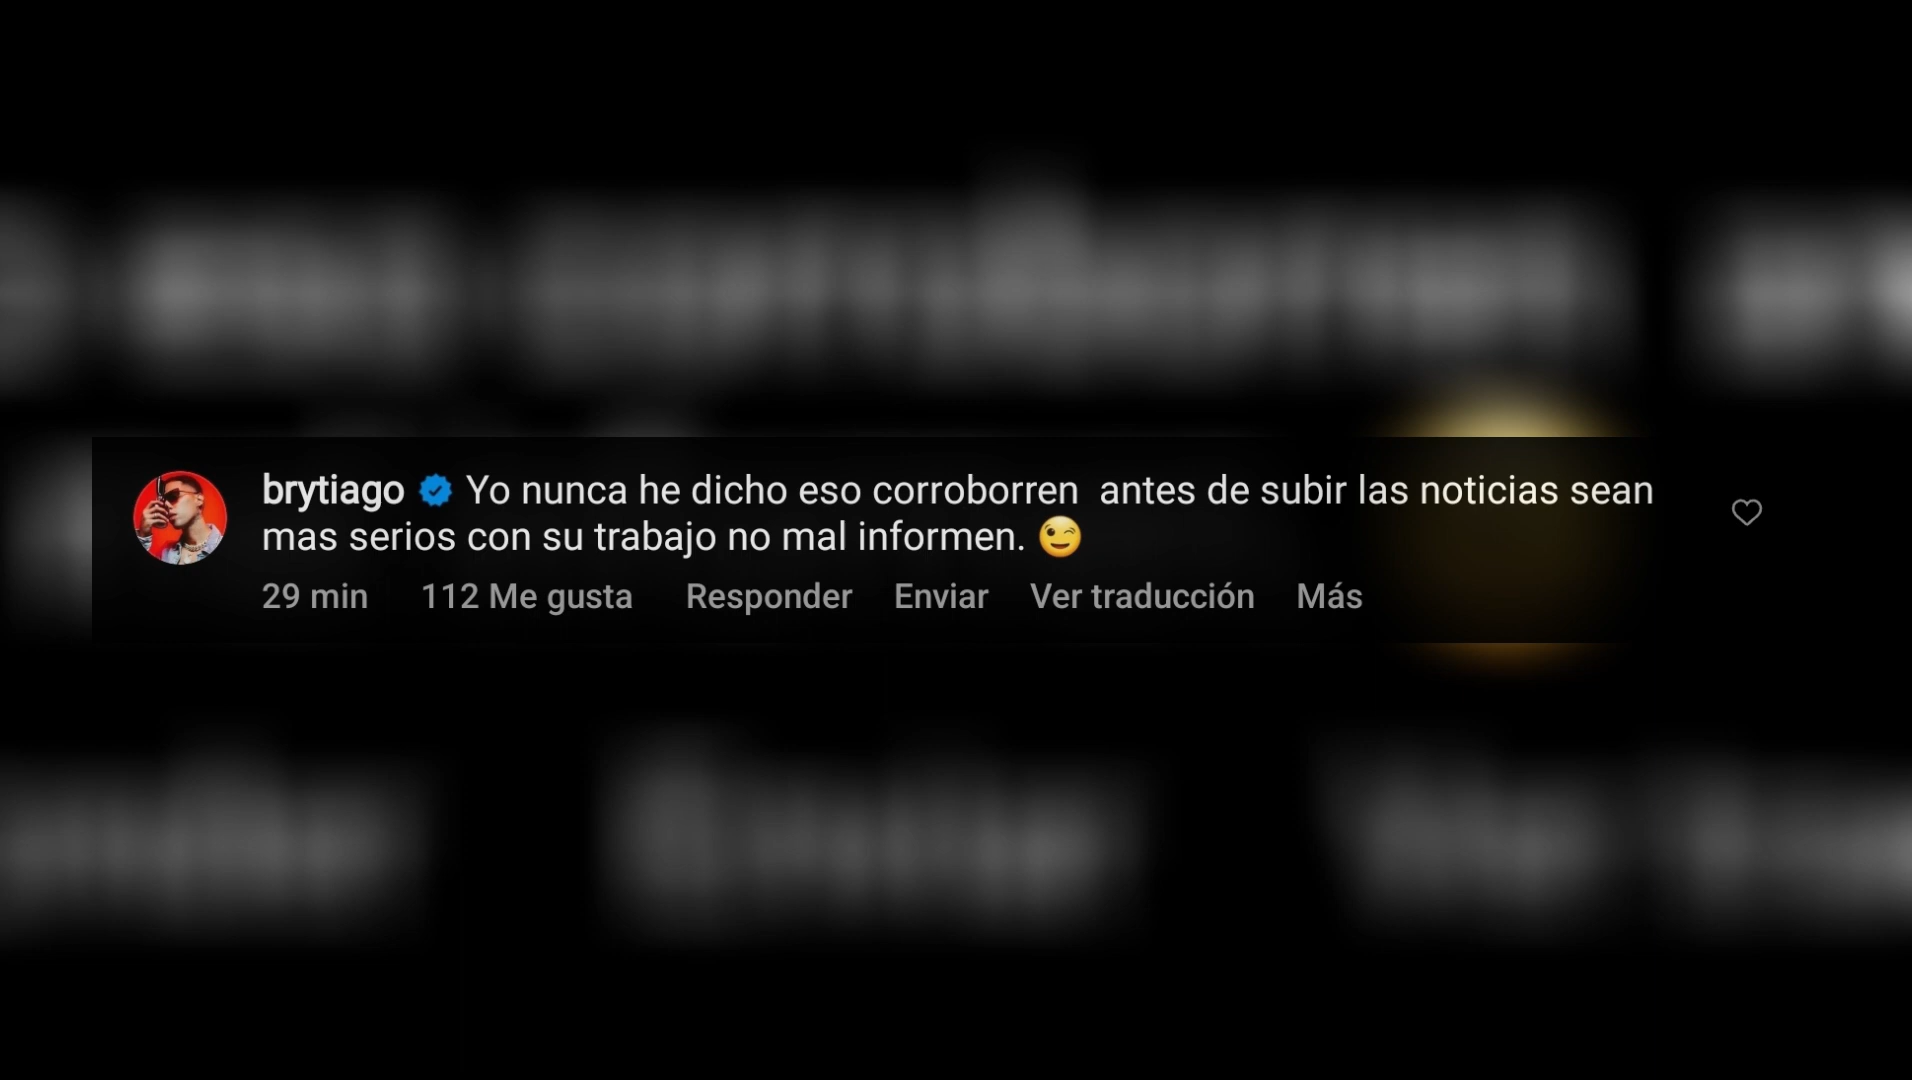 brytiago Yo nunca he dicho eso corroborren antes de subir las noticias sean
mas serios con su trabajo no mal informen. 😉
29 min 112 Me gusta Responder Enviar Ver traducción Más